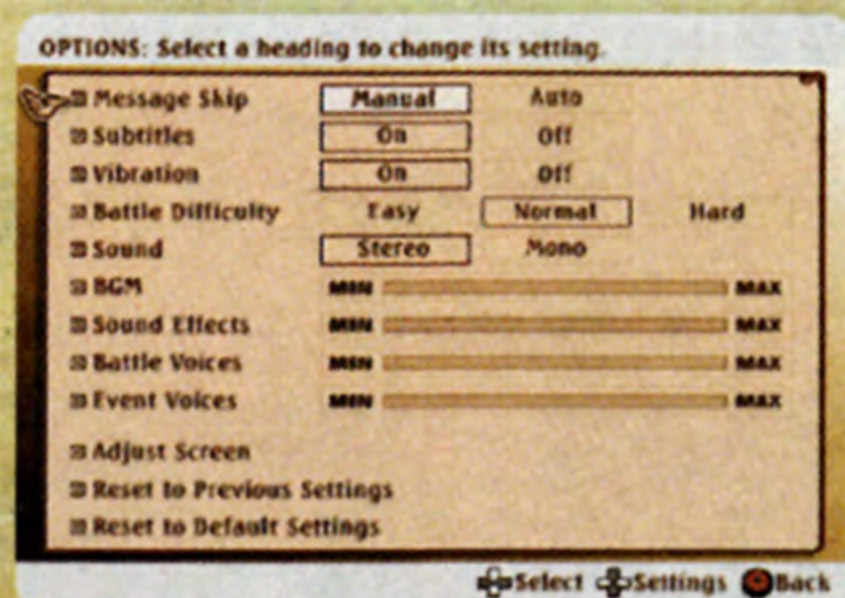 OPTIONS: Select a heading to change its setting.
Message Skip Manual Auto
Subtitles On Off
Vibration On Off
Battle Difficulty Easy Normal Hard
Sound Stereo Mono
BGM MIN MAX
Sound Effects MIN MAX
Battle Voices MIN MAX
Event Voices MIN MAX
Adjust Screen
Reset to Previous Settings
Reset to Default Settings
Select Settings Back